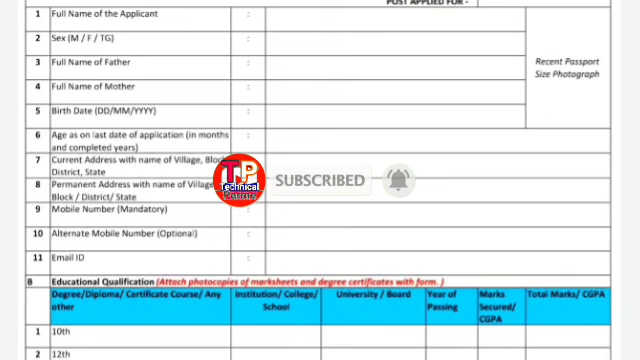 POST APPLIED FOR -
1 Full Name of the Applicant :
2 Sex (M / F / TG) :
3 Full Name of Father :
Recent Passport
Size Photograph
4 Full Name of Mother :
5 Birth Date (DD/MM/YYYY) :
6 Age as on last date of application (in months :
and completed years)
7 Current Address with name of Village, Block
District, State
8 Permanent Address with name of Village
Block / District/ State
TP
Technical
SUBSCRIBED
9 Mobile Number (Mandatory) :
10 Alternate Mobile Number (Optional) :
11 Email ID :
B Educational Qualification (Attach photocopies of marksheets and degree certificates with form. )
Degree/Diploma/ Certificate Course/ Any Institution/ College/ University / Board Year of Marks Total Marks/ CGPA
other School Passing Secured/
CGPA
1 10th
2 12th